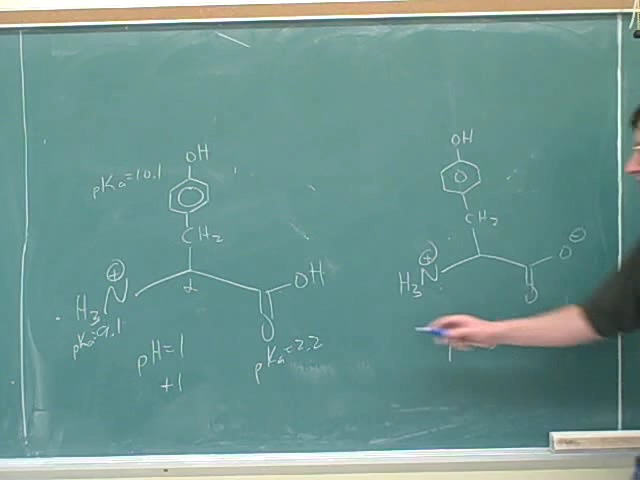 OH
pKa=10.1
CH2
⊕
H3N
α
OH
O
pKa=9.1
pH=1
+1
pKa=2.2
OH
CH2
⊕
H3N
O⊖
O